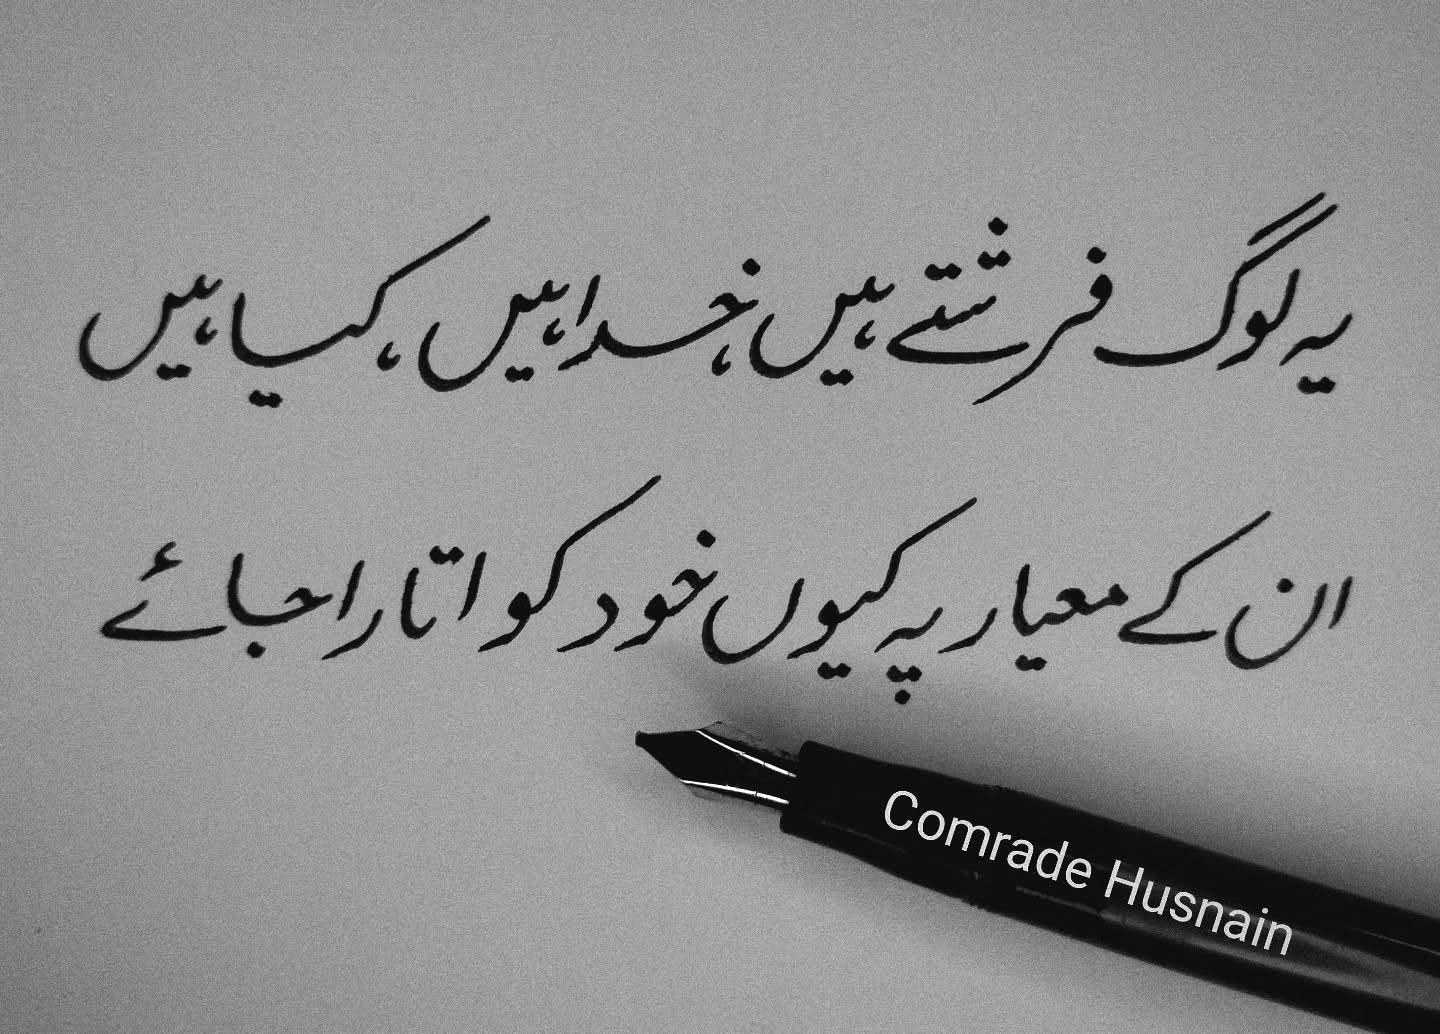 یہ لوگ فرشتے ہیں، خدا ہیں، کیا ہیں
ان کے معیار پہ کیوں خود کو اتارا جائے
Comrade Husnain